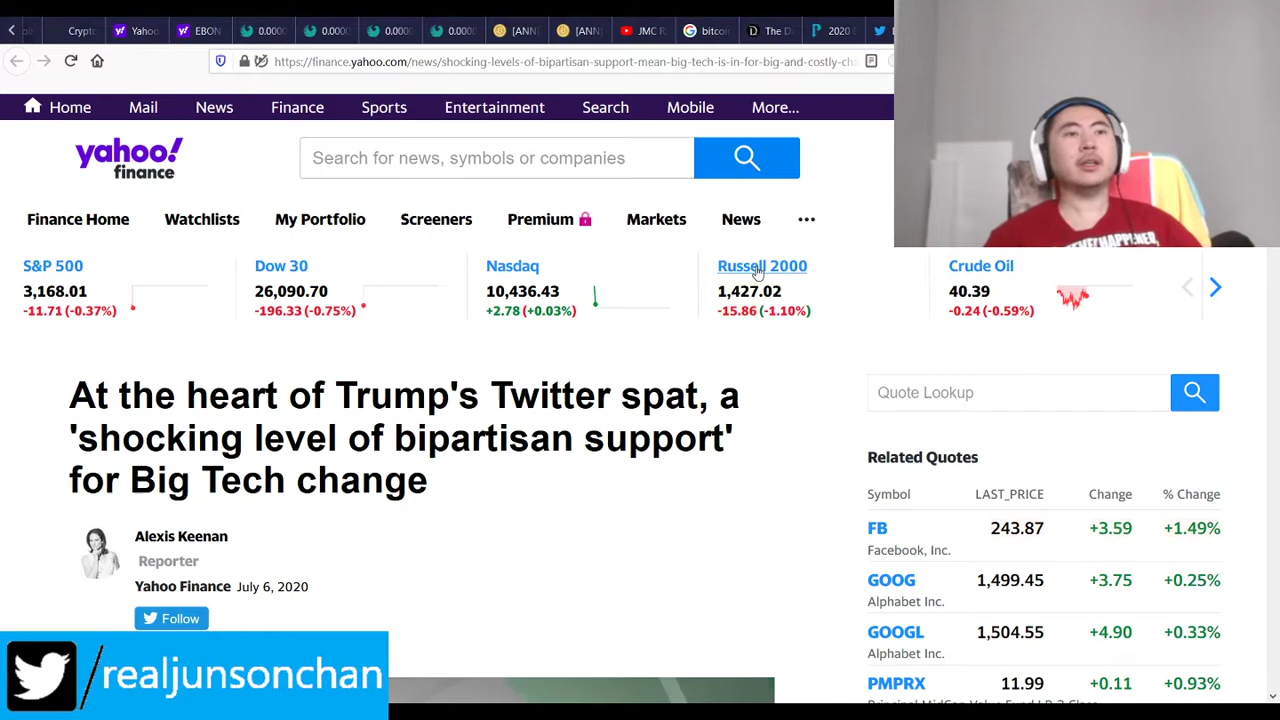 Crypto
Yahoo
EBON
0.0000
0.0000
0.0000
0.0000
[ANN]
[ANN]
JMC R
bitcoi
The D
2020 E
https://finance.yahoo.com/news/shocking-levels-of-bipartisan-support-mean-big-tech-is-in-for-big-and-costly-ch
Home Mail News Finance Sports Entertainment Search Mobile More...
yahoo!
finance
Search for news, symbols or companies
Finance Home Watchlists My Portfolio Screeners Premium Markets News
S&P 500
3,168.01
-11.71 (-0.37%)
Dow 30
26,090.70
-196.33 (-0.75%)
Nasdaq
10,436.43
+2.78 (+0.03%)
Russell 2000
1,427.02
-15.86 (-1.10%)
Crude Oil
40.39
-0.24 (-0.59%)
At the heart of Trump's Twitter spat, a
'shocking level of bipartisan support'
for Big Tech change
Alexis Keenan
Reporter
Yahoo Finance July 6, 2020
Follow
Quote Lookup
Related Quotes
Symbol LAST_PRICE Change % Change
FB 243.87 +3.59 +1.49%
Facebook, Inc.
GOOG 1,499.45 +3.75 +0.25%
Alphabet Inc.
GOOGL 1,504.55 +4.90 +0.33%
Alphabet Inc.
PMPRX 11.99 +0.11 +0.93%
/realjunsonchan